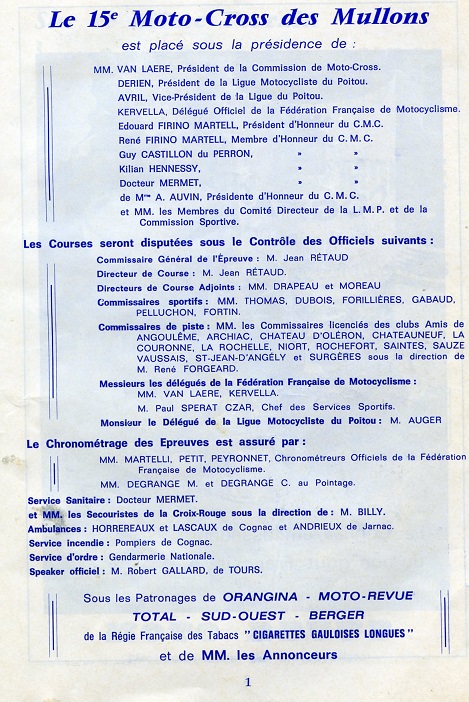 Le 15e Moto-Cross des Mullons
est placé sous la présidence de :
MM. VAN LAERE, Président de la Commission de Moto-Cross.
DERIEN, Président de la Ligue Motocycliste du Poitou.
AVRIL, Vice-Président de la Ligue du Poitou.
KERVELLA, Délégué Officiel de la Fédération Française de Motocyclisme.
Edouard FIRINO MARTELL, Président d'Honneur du C.M.C.
René FIRINO MARTELL, Membre d'Honneur du C.M.C.
Guy CASTILLON du PERRON, » »
Kilian HENNESSY, » »
Docteur MERMET, » »
de Mme A. AUVIN, Présidente d'Honneur du C.M.C.
et MM. les Membres du Comité Directeur de la L.M.P. et de la
Commission Sportive.
Les Courses seront disputées sous le Contrôle des Officiels suivants :
Commissaire Général de l'Épreuve : M. Jean RÉTAUD
Directeur de Course : M. Jean RÉTAUD.
Directeurs de Course Adjoints : MM. DRAPEAU et MOREAU
Commissaires sportifs : MM. THOMAS, DUBOIS, FORILLIÈRES, GABAUD,
PELLUCHON, FORTIN.
Commissaires de piste : MM. les Commissaires licenciés des clubs Amis de
ANGOULÊME, ARCHIAC, CHATEAU D'OLÉRON, CHATEAUNEUF, LA
COURONNE, LA ROCHELLE, NIORT, ROCHEFORT, SAINTES, SAUZE
VAUSSAIS, ST-JEAN-D'ANGÉLY et SURGÈRES sous la direction de
M. René FORGEARD.
Messieurs les délégués de la Fédération Française de Motocyclisme :
MM. VAN LAERE, KERVELLA.
M. Paul SPERAT CZAR, Chef des Services Sportifs.
Monsieur le Délégué de la Ligue Motocycliste du Poitou : M. AUGER
Le Chronométrage des Epreuves est assuré par :
MM. MARTELLI, PETIT, PEYRONNET, Chronométreurs Officiels de la Fédération
Française de Motocyclisme.
MM. DEGRANGE M. et DEGRANGE C. au Pointage.
Service Sanitaire : Docteur MERMET.
et MM. les Secouristes de la Croix-Rouge sous la direction de : M. BILLY.
Ambulances : HORREREAUX et LASCAUX de Cognac et ANDRIEUX de Jarnac.
Service incendie : Pompiers de Cognac.
Service d'ordre : Gendarmerie Nationale.
Speaker officiel : M. Robert GALLARD, de TOURS.
Sous les Patronages de ORANGINA - MOTO-REVUE
TOTAL - SUD-OUEST - BERGER
de la Régie Française des Tabacs "CIGARETTES GAULOISES LONGUES"
et de MM. les Annonceurs
1